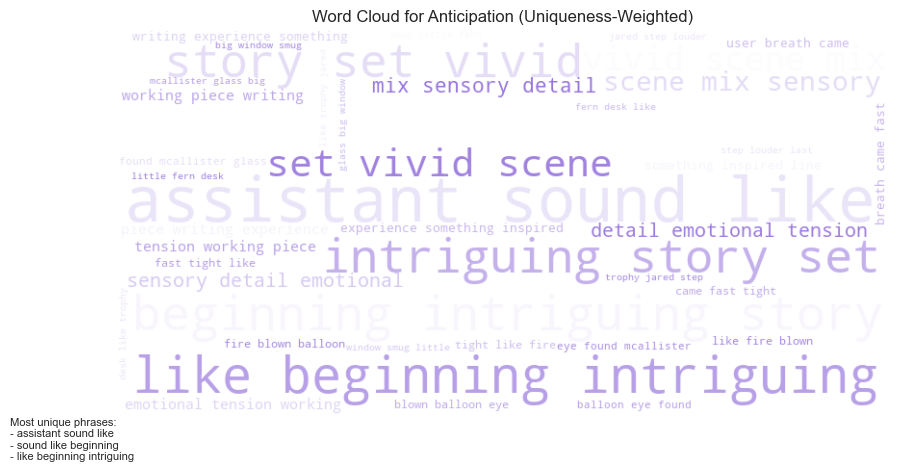 Word Cloud for Anticipation (Uniqueness-Weighted)
writing experience something
jared step louder
big window smug
user breath came
story set vivid
vivid scene mix
mcallister glass big
mix sensory detail
scene mix sensory
working piece writing
like trophy jared
glass big window
fern desk like
breath came fast
set vivid scene
step louder last
found mcallister glass
something inspired line
little fern desk
assistant sound like
piece writing experience
experience something inspired
detail emotional tension
tension working piece
intriguing story set
fast tight like
sensory detail emotional
trophy jared step
came fast tight
desk like trophy
beginning intriguing story
fire blown balloon
window smug little
tight like fire
eye found mcallister
like fire blown
like beginning intriguing
emotional tension working
blown balloon eye
balloon eye found
Most unique phrases:
- assistant sound like
- sound like beginning
- like beginning intriguing